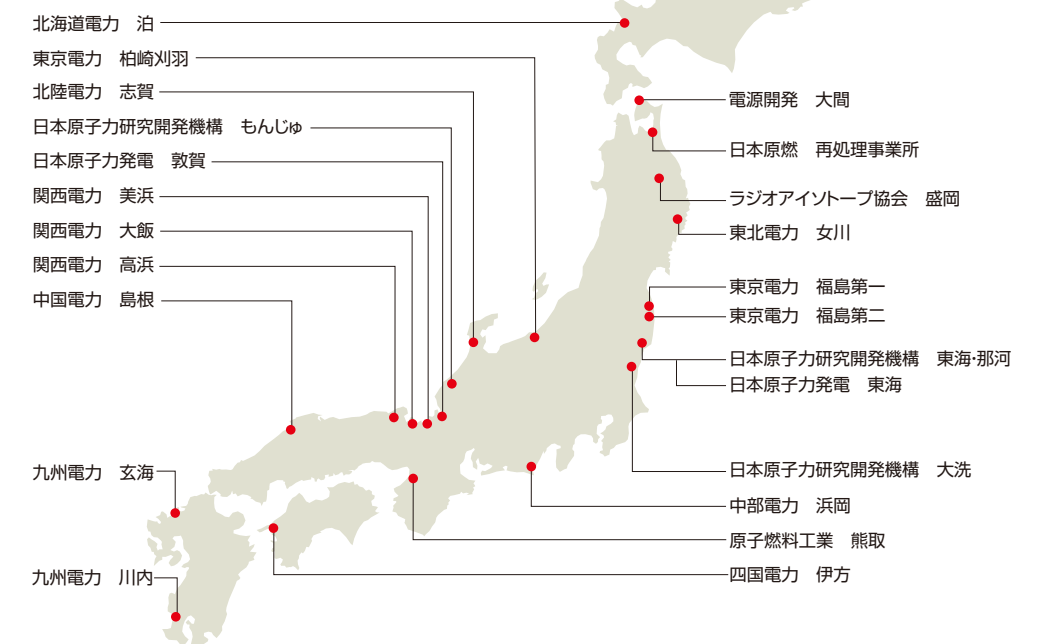 北海道電力　泊
東京電力　柏崎刈羽
北陸電力　志賀
日本原子力研究開発機構　もんじゅ
日本原子力発電　敦賀
関西電力　美浜
関西電力　大飯
関西電力　高浜
中国電力　島根
九州電力　玄海
九州電力　川内
電源開発　大間
日本原燃　再処理事業所
ラジオアイソトープ協会　盛岡
東北電力　女川
東京電力　福島第一
東京電力　福島第二
日本原子力研究開発機構　東海・那河
日本原子力発電　東海
日本原子力研究開発機構　大洗
中部電力　浜岡
原子燃料工業　熊取
四国電力　伊方